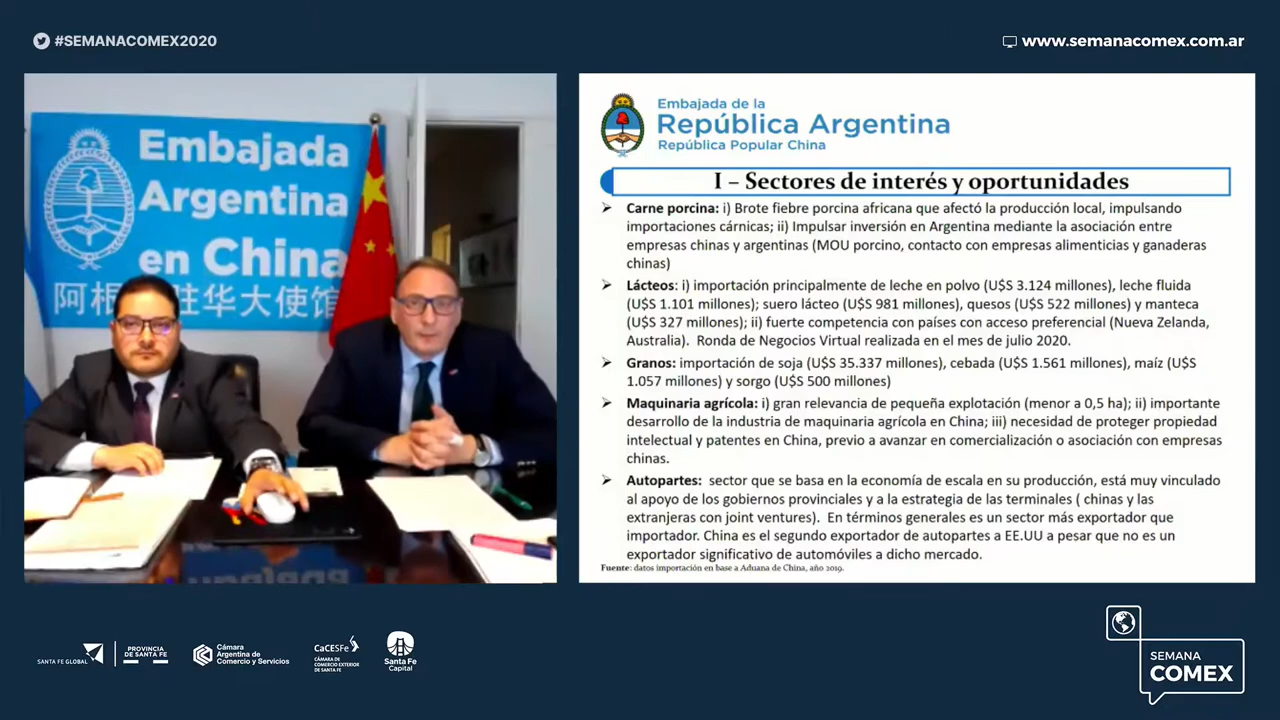 #SEMANACOMEX2020
www.semanacomex.com.ar
Embajada
Argentina
en China
阿根 驻华大使馆
Embajada de la
República Argentina
República Popular China
I – Sectores de interés y oportunidades
➢ Carne porcina: i) Brote fiebre porcina africana que afectó la producción local, impulsando
importaciones cárnicas; ii) Impulsar inversión en Argentina mediante la asociación entre
empresas chinas y argentinas (MOU porcino, contacto con empresas alimenticias y ganaderas
chinas)
➢ Lácteos: i) importación principalmente de leche en polvo (U$S 3.124 millones), leche fluida
(U$S 1.101 millones); suero lácteo (U$S 981 millones), quesos (U$S 522 millones) y manteca
(U$S 327 millones); ii) fuerte competencia con países con acceso preferencial (Nueva Zelanda,
Australia). Ronda de Negocios Virtual realizada en el mes de julio 2020.
➢ Granos: importación de soja (U$S 35.337 millones), cebada (U$S 1.561 millones), maíz (U$S
1.057 millones) y sorgo (U$S 500 millones)
➢ Maquinaria agrícola: i) gran relevancia de pequeña explotación (menor a 0,5 ha); ii) importante
desarrollo de la industria de maquinaria agrícola en China; iii) necesidad de proteger propiedad
intelectual y patentes en China, previo a avanzar en comercialización o asociación con empresas
chinas.
➢ Autopartes: sector que se basa en la economía de escala en su producción, está muy vinculado
al apoyo de los gobiernos provinciales y a la estrategia de las terminales ( chinas y las
extranjeras con joint ventures). En términos generales es un sector más exportador que
importador. China es el segundo exportador de autopartes a EE.UU a pesar que no es un
exportador significativo de automóviles a dicho mercado.
Fuente: datos importación en base a Aduana de China, año 2019.
SANTA FE GLOBAL
PROVINCIA
DE SANTA FE
Cámara
Argentina de
Comercio y Servicios
CaCESFe
CÁMARA DE
COMERCIO EXTERIOR
DE SANTA FE
Santa Fe
Capital
SEMANA
COMEX